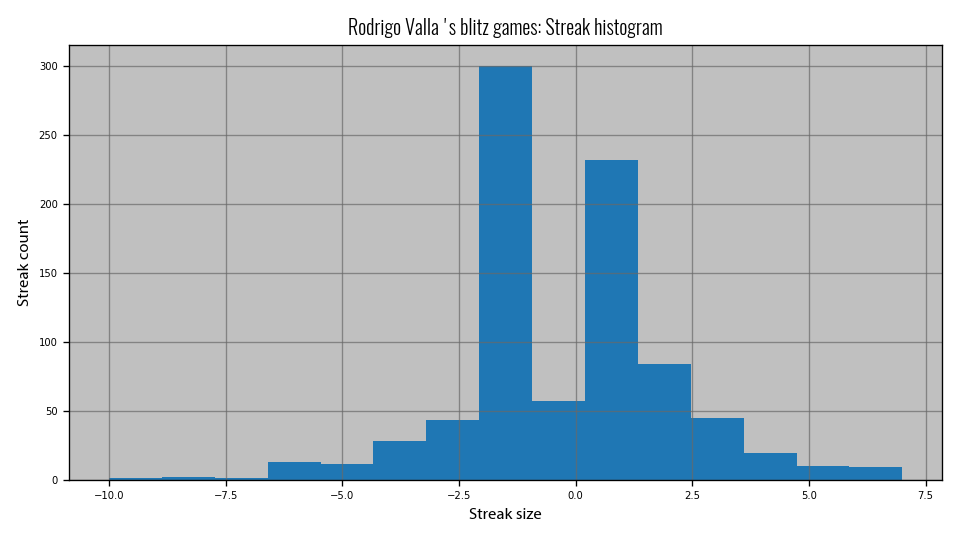 Rodrigo Valla 's blitz games: Streak histogram
300
250
200
150
100
50
0
Streak count
−10.0 −7.5 −5.0 −2.5 0.0 2.5 5.0 7.5
Streak size